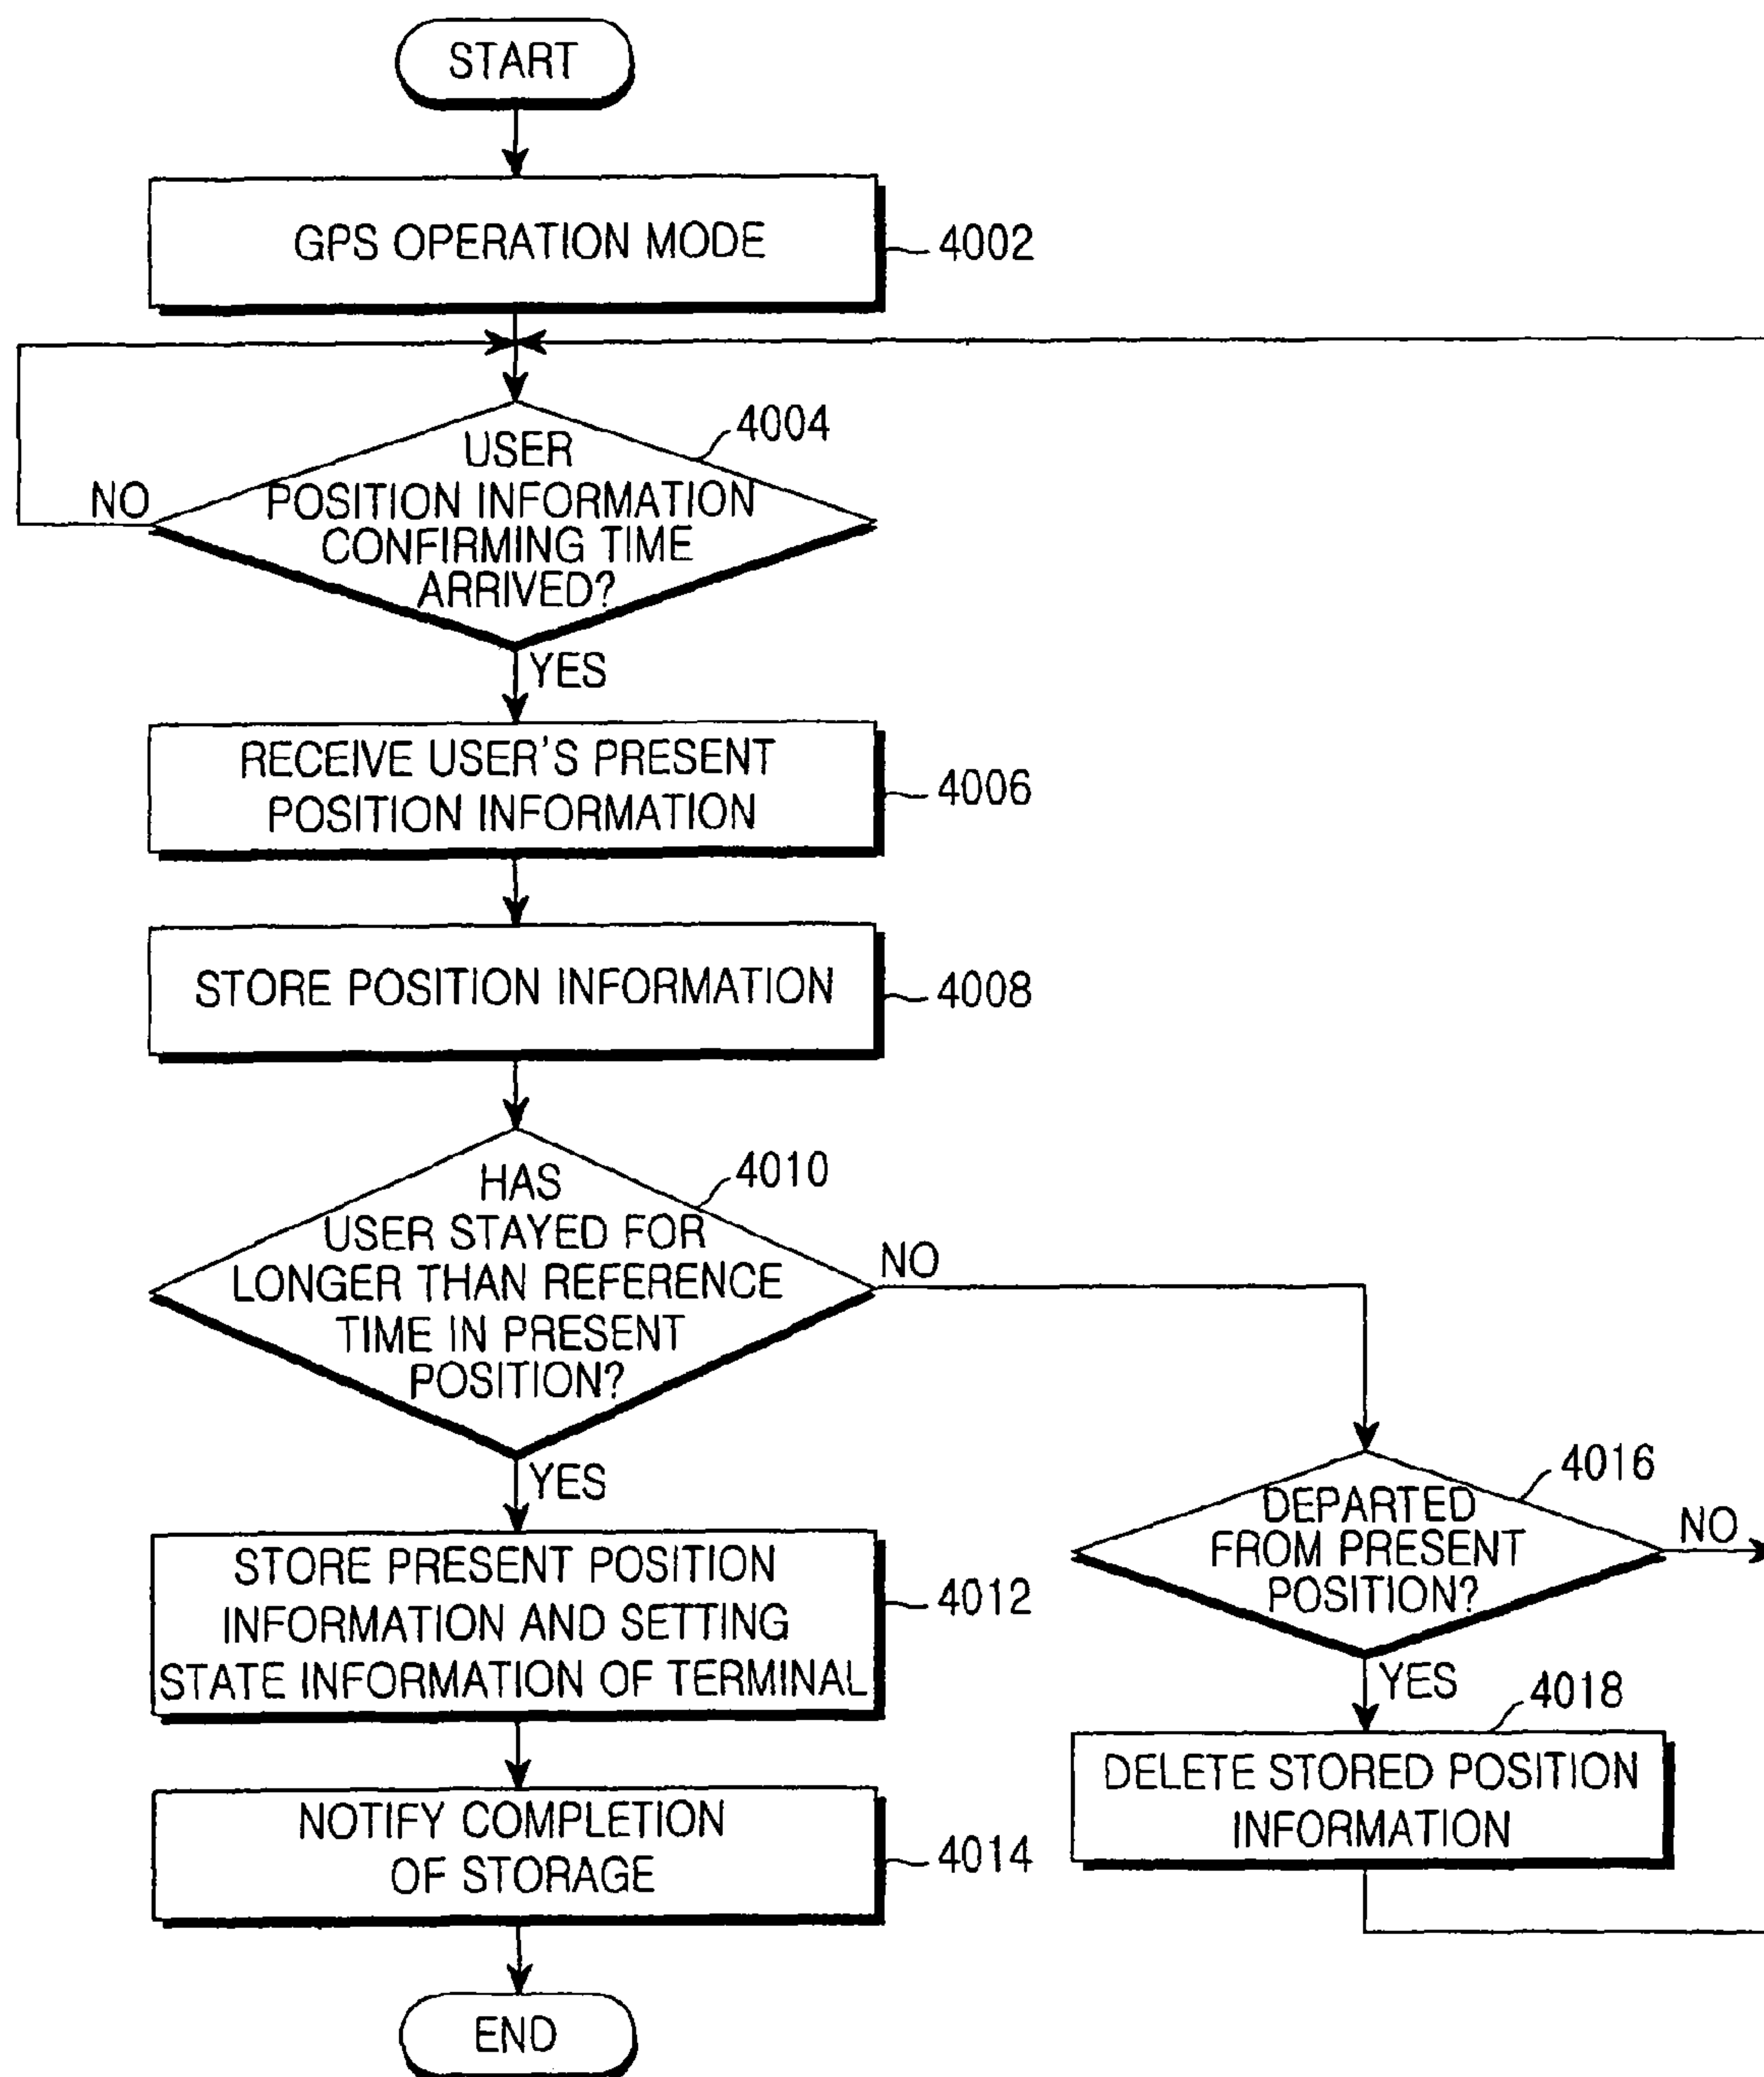 START
GPS OPERATION MODE
4002
4004
USER
POSITION INFORMATION
CONFIRMING TIME
ARRIVED?
NO
YES
RECEIVE USER'S PRESENT
POSITION INFORMATION
4006
STORE POSITION INFORMATION
4008
4010
HAS
USER STAYED FOR
LONGER THAN REFERENCE
TIME IN PRESENT
POSITION?
NO
YES
STORE PRESENT POSITION
INFORMATION AND SETTING
STATE INFORMATION OF TERMINAL
4012
NOTIFY COMPLETION
OF STORAGE
4014
END
4016
DEPARTED
FROM PRESENT
POSITION?
NO
YES
4018
DELETE STORED POSITION
INFORMATION